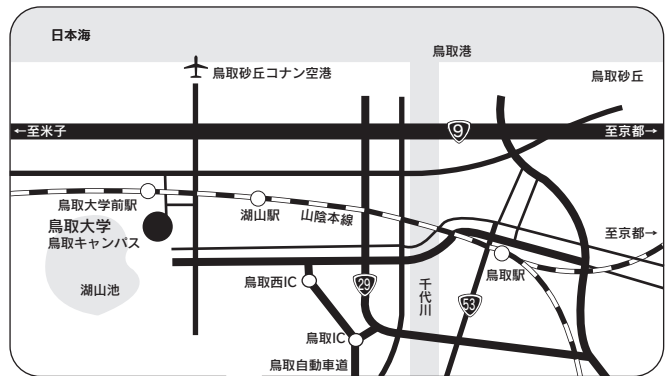 日本海
鳥取港
鳥取砂丘コナン空港
鳥取砂丘
←至米子
9
至京都→
鳥取大学前駅
湖山駅
山陰本線
鳥取大学
鳥取キャンパス
至京都→
鳥取駅
湖山池
鳥取西IC
29
千代川
53
鳥取IC
鳥取自動車道